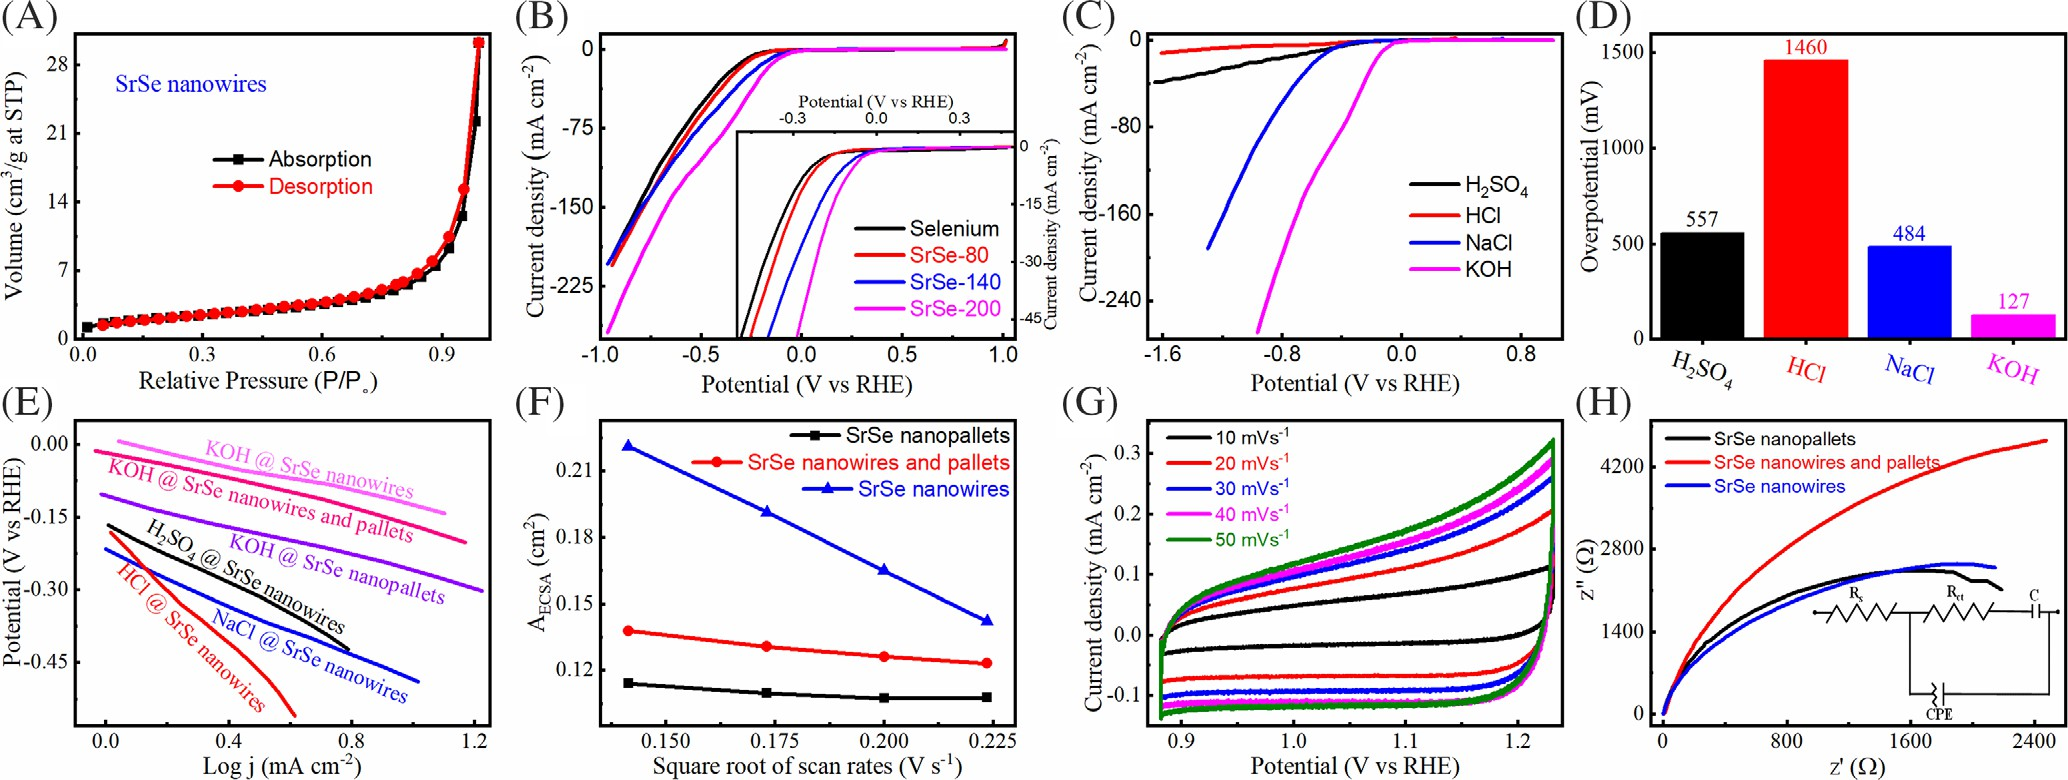 (A)
SrSe nanowires
Absorption
Desorption
28
21
14
7
0
0.0
0.3
0.6
0.9
Volume (cm³/g at STP)
Relative Pressure (P/P∘)
(B)
Potential (V vs RHE)
-0.3
0.0
0.3
0
-15
-30
-45
Current density (mA cm⁻²)
Selenium
SrSe-80
SrSe-140
SrSe-200
0
-75
-150
-225
-1.0
-0.5
0.0
0.5
1.0
Current density (mA cm⁻²)
Potential (V vs RHE)
(C)
H₂SO₄
HCl
NaCl
KOH
0
-80
-160
-240
-1.6
-0.8
0.0
0.8
Current density (mA cm⁻²)
Potential (V vs RHE)
(D)
1460
557
484
127
1500
1000
500
0
Overpotential (mV)
H₂SO₄
HCl
NaCl
KOH
(E)
KOH @ SrSe nanowires
KOH @ SrSe nanowires and pallets
KOH @ SrSe nanopallets
H₂SO₄ @ SrSe nanowires
HCl @ SrSe nanowires
NaCl @ SrSe nanowires
0.00
-0.15
-0.30
-0.45
0.0
0.4
0.8
1.2
Potential (V vs RHE)
Log j (mA cm⁻²)
(F)
SrSe nanopallets
SrSe nanowires and pallets
SrSe nanowires
0.21
0.18
0.15
0.12
0.150
0.175
0.200
0.225
A_ECSA (cm²)
Square root of scan rates (V s⁻¹)
(G)
10 mVs⁻¹
20 mVs⁻¹
30 mVs⁻¹
40 mVs⁻¹
50 mVs⁻¹
0.3
0.2
0.1
0.0
-0.1
0.9
1.0
1.1
1.2
Current density (mA cm⁻²)
Potential (V vs RHE)
(H)
SrSe nanopallets
SrSe nanowires and pallets
SrSe nanowires
Rₛ
R_ct
C
CPE
4200
2800
1400
0
0
800
1600
2400
z" (Ω)
z' (Ω)